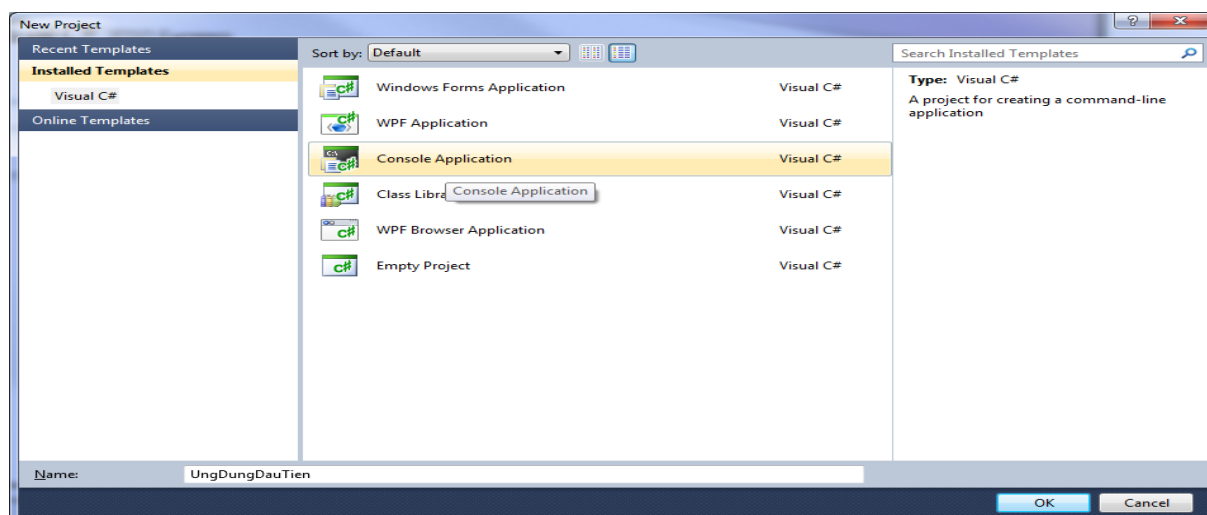 New Project
Recent Templates
Installed Templates
Visual C#
Online Templates
Sort by: Default
Windows Forms Application Visual C#
WPF Application Visual C#
Console Application Visual C#
Class Libra Visual C#
Console Application
WPF Browser Application Visual C#
Empty Project Visual C#
Search Installed Templates
Type: Visual C#
A project for creating a command-line
application
Name: UngDungDauTien
OK Cancel